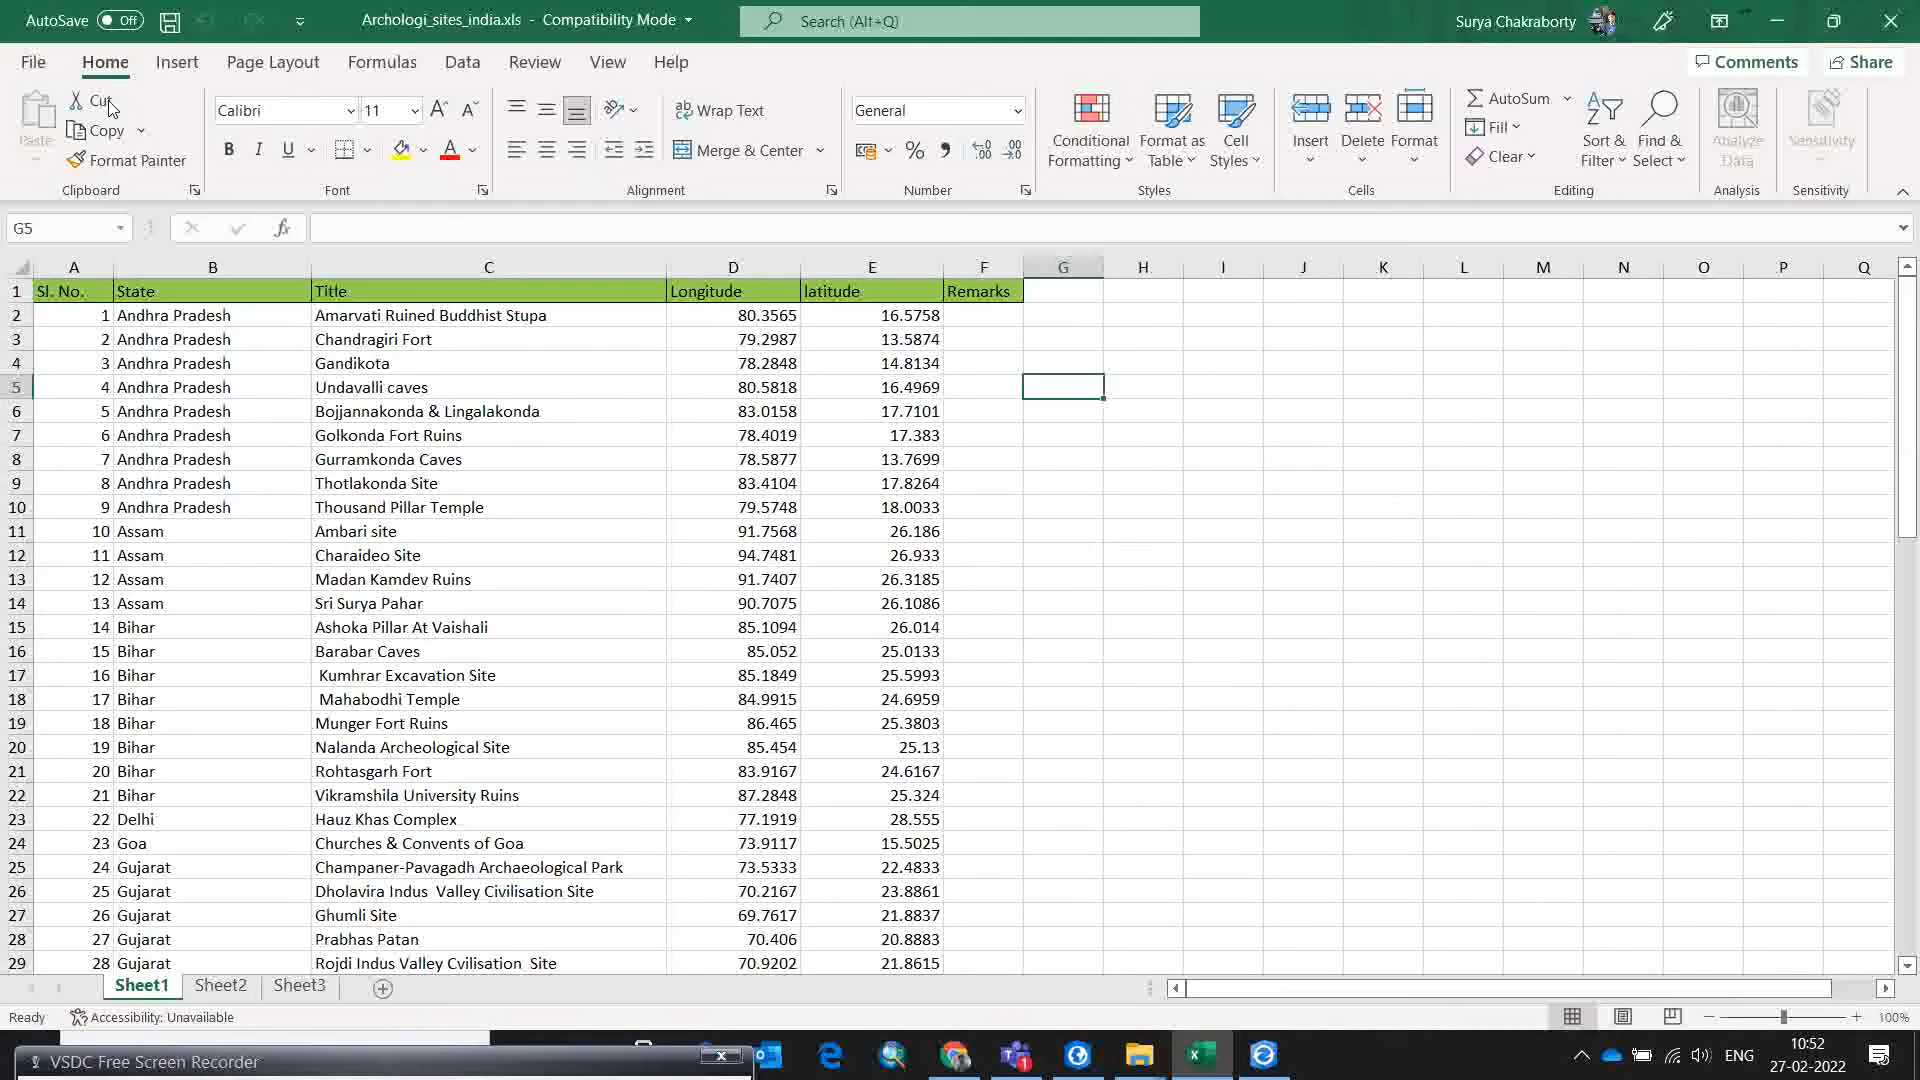 AutoSave Off Archologi_sites_india.xls - Compatibility Mode Search (Alt+Q) Surya Chakraborty
File Home Insert Page Layout Formulas Data Review View Help Comments Share
Paste Cut Copy Format Painter
Calibri 11 B I U A
Wrap Text Merge & Center
General % 9
Conditional Formatting Format as Table Cell Styles
Insert Delete Format
AutoSum Fill Clear Sort & Filter Find & Select
Analyze Data Sensitivity
Clipboard Font Alignment Number Styles Cells Editing Analysis Sensitivity
G5 fx
A B C D E F G H I J K L M N O P Q
1 Sl. No. State Title Longitude latitude Remarks
2 1 Andhra Pradesh Amarvati Ruined Buddhist Stupa 80.3565 16.5758
3 2 Andhra Pradesh Chandragiri Fort 79.2987 13.5874
4 3 Andhra Pradesh Gandikota 78.2848 14.8134
5 4 Andhra Pradesh Undavalli caves 80.5818 16.4969
6 5 Andhra Pradesh Bojjannakonda & Lingalakonda 83.0158 17.7101
7 6 Andhra Pradesh Golkonda Fort Ruins 78.4019 17.383
8 7 Andhra Pradesh Gurramkonda Caves 78.5877 13.7699
9 8 Andhra Pradesh Thotlakonda Site 83.4104 17.8264
10 9 Andhra Pradesh Thousand Pillar Temple 79.5748 18.0033
11 10 Assam Ambari site 91.7568 26.186
12 11 Assam Charaideo Site 94.7481 26.933
13 12 Assam Madan Kamdev Ruins 91.7407 26.3185
14 13 Assam Sri Surya Pahar 90.7075 26.1086
15 14 Bihar Ashoka Pillar At Vaishali 85.1094 26.014
16 15 Bihar Barabar Caves 85.052 25.0133
17 16 Bihar Kumhrar Excavation Site 85.1849 25.5993
18 17 Bihar Mahabodhi Temple 84.9915 24.6959
19 18 Bihar Munger Fort Ruins 86.465 25.3803
20 19 Bihar Nalanda Archeological Site 85.454 25.13
21 20 Bihar Rohtasgarh Fort 83.9167 24.6167
22 21 Bihar Vikramshila University Ruins 87.2848 25.324
23 22 Delhi Hauz Khas Complex 77.1919 28.555
24 23 Goa Churches & Convents of Goa 73.9117 15.5025
25 24 Gujarat Champaner-Pavagadh Archaeological Park 73.5333 22.4833
26 25 Gujarat Dholavira Indus Valley Civilisation Site 70.2167 23.8861
27 26 Gujarat Ghumli Site 69.7617 21.8837
28 27 Gujarat Prabhas Patan 70.406 20.8883
29 28 Gujarat Rojdi Indus Valley Cvilisation Site 70.9202 21.8615
Sheet1 Sheet2 Sheet3
Ready Accessibility: Unavailable 100%
VSDC Free Screen Recorder 1 ENG 10:52
27-02-2022